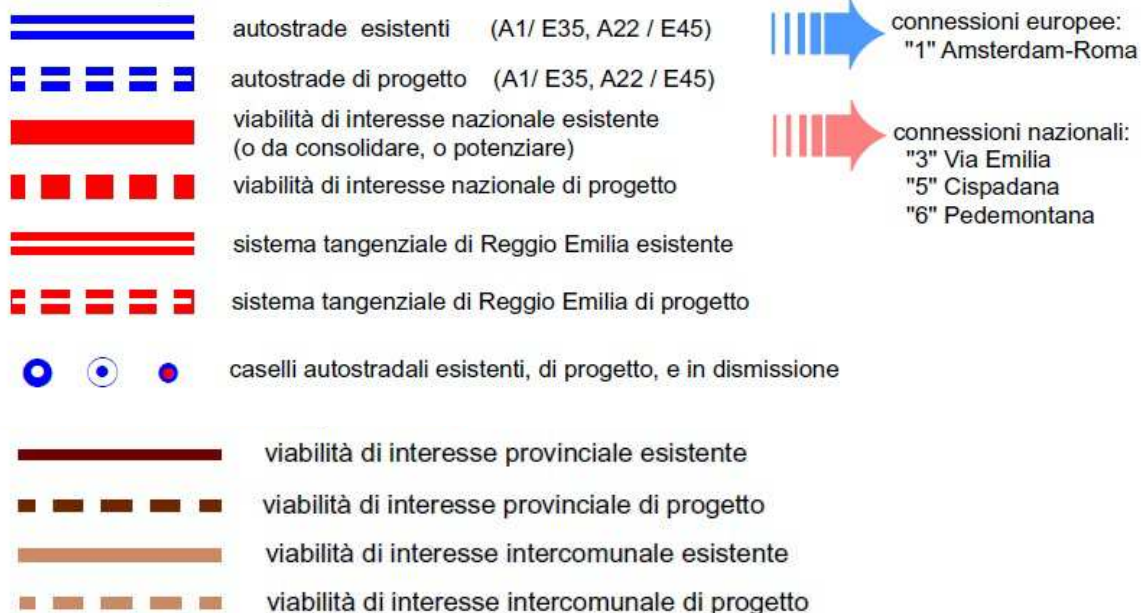 autostrade esistenti (A1/ E35, A22 / E45)
autostrade di progetto (A1/ E35, A22 / E45)
viabilità di interesse nazionale esistente
(o da consolidare, o potenziare)
viabilità di interesse nazionale di progetto
sistema tangenziale di Reggio Emilia esistente
sistema tangenziale di Reggio Emilia di progetto
caselli autostradali esistenti, di progetto, e in dismissione
viabilità di interesse provinciale esistente
viabilità di interesse provinciale di progetto
viabilità di interesse intercomunale esistente
viabilità di interesse intercomunale di progetto
connessioni europee:
"1" Amsterdam-Roma
connessioni nazionali:
"3" Via Emilia
"5" Cispadana
"6" Pedemontana